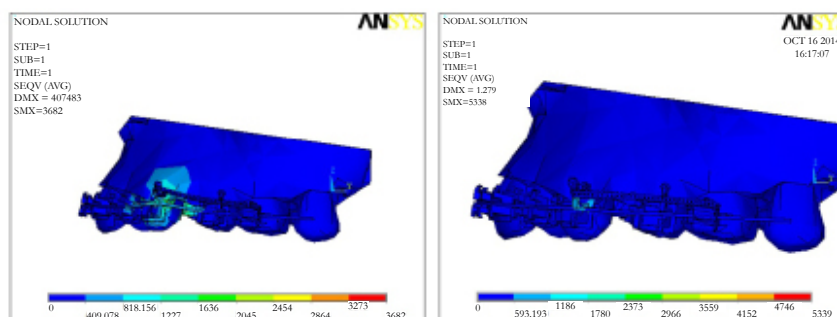 NODAL SOLUTION
ANSYS
STEP=1
SUB=1
TIME=1
SEQV (AVG)
DMX = 407483
SMX=3682
0
409.078
818.156
1227
1636
2045
2454
2864
3273
3682
NODAL SOLUTION
ANSYS
OCT 16 2014
16:17:07
STEP=1
SUB=1
TIME=1
SEQV (AVG)
DMX = 1.279
SMX=5338
0
593.193
1186
1780
2373
2966
3559
4152
4746
5339